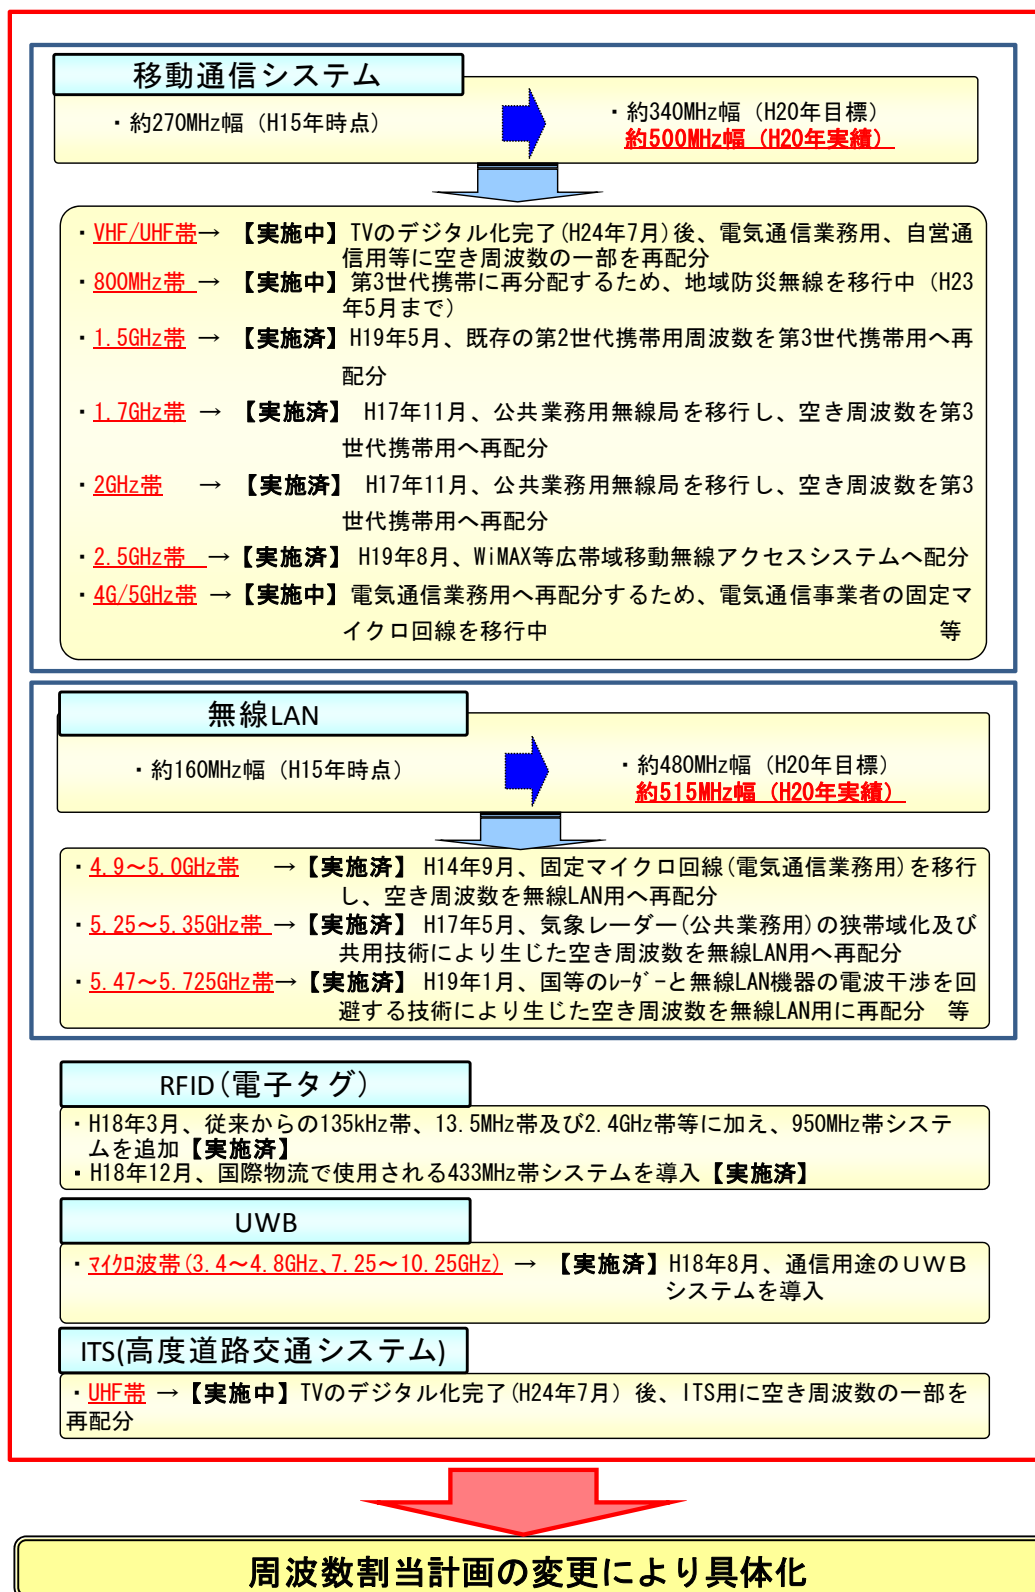 移動通信システム
・約270MHz幅（H15年時点）
・約340MHz幅（H20年目標）
約500MHz幅（H20年実績）
・VHF/UHF帯→ 【実施中】TVのデジタル化完了(H24年7月)後、電気通信業務用、自営通
信用等に空き周波数の一部を再配分
・800MHz帯 → 【実施中】第3世代携帯に再分配するため、地域防災無線を移行中（H23
年5月まで）
・1.5GHz帯 → 【実施済】H19年5月、既存の第2世代携帯用周波数を第3世代携帯用へ再
配分
・1.7GHz帯 → 【実施済】 H17年11月、公共業務用無線局を移行し、空き周波数を第3
世代携帯用へ再配分
・2GHz帯 → 【実施済】 H17年11月、公共業務用無線局を移行し、空き周波数を第3
世代携帯用へ再配分
・2.5GHz帯 →【実施済】 H19年8月、WiMAX等広帯域移動無線アクセスシステムへ配分
・4G/5GHz帯 →【実施中】電気通信業務用へ再配分するため、電気通信事業者の固定マ
イクロ回線を移行中 等
無線LAN
・約160MHz幅（H15年時点）
・約480MHz幅（H20年目標）
約515MHz幅（H20年実績）
・4.9～5.0GHz帯 →【実施済】 H14年9月、固定マイクロ回線(電気通信業務用)を移行
し、空き周波数を無線LAN用へ再配分
・5.25～5.35GHz帯 →【実施済】 H17年5月、気象レーダー(公共業務用)の狭帯域化及び
共用技術により生じた空き周波数を無線LAN用へ再配分
・5.47～5.725GHz帯→【実施済】 H19年1月、国等のﾚｰﾀﾞｰと無線LAN機器の電波干渉を回
避する技術により生じた空き周波数を無線LAN用に再配分 等
RFID(電子タグ）
・H18年3月、従来からの135kHz帯、13.5MHz帯及び2.4GHz帯等に加え、950MHz帯システ
ムを追加【実施済】
・H18年12月、国際物流で使用される433MHz帯システムを導入【実施済】
UWB
・ﾏｲｸﾛ波帯(3.4～4.8GHz、7.25～10.25GHz) → 【実施済】H18年8月、通信用途のＵＷＢ
システムを導入
ITS(高度道路交通システム)
・UHF帯 →【実施中】TVのデジタル化完了(H24年7月）後、ITS用に空き周波数の一部を
再配分
周波数割当計画の変更により具体化